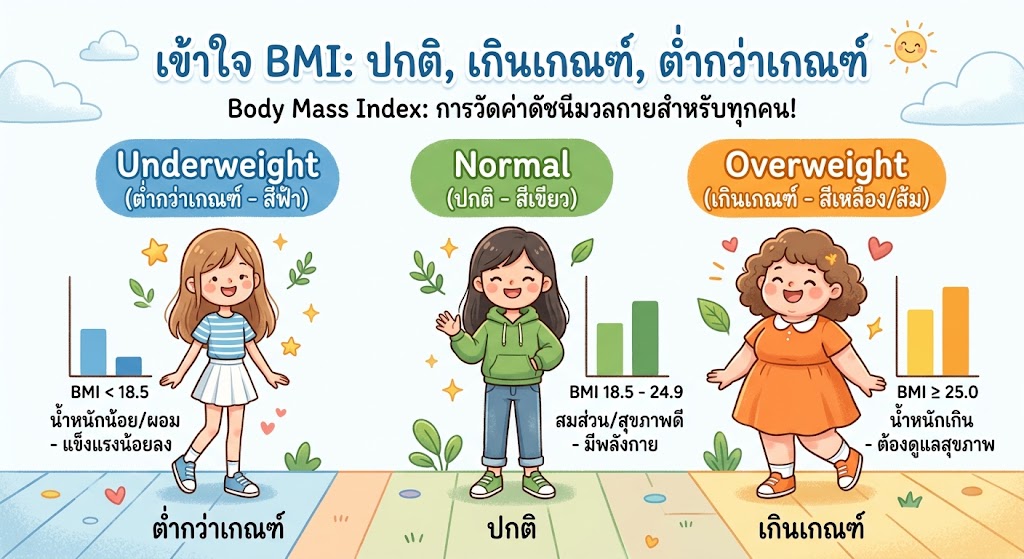 เข้าใจ BMI: ปกติ, เกินเกณฑ์, ต่ำกว่าเกณฑ์
Body Mass Index: การวัดค่าดัชนีมวลกายสำหรับทุกคน!
Underweight
(ต่ำกว่าเกณฑ์ - สีฟ้า)
BMI < 18.5
น้ำหนักน้อย/ผอม
- แข็งแรงน้อยลง
ต่ำกว่าเกณฑ์
Normal
(ปกติ - สีเขียว)
BMI 18.5 - 24.9
สมส่วน/สุขภาพดี
- มีพลังกาย
ปกติ
Overweight
(เกินเกณฑ์ - สีเหลือง/ส้ม)
BMI ≥ 25.0
น้ำหนักเกิน
- ต้องดูแลสุขภาพ
เกินเกณฑ์